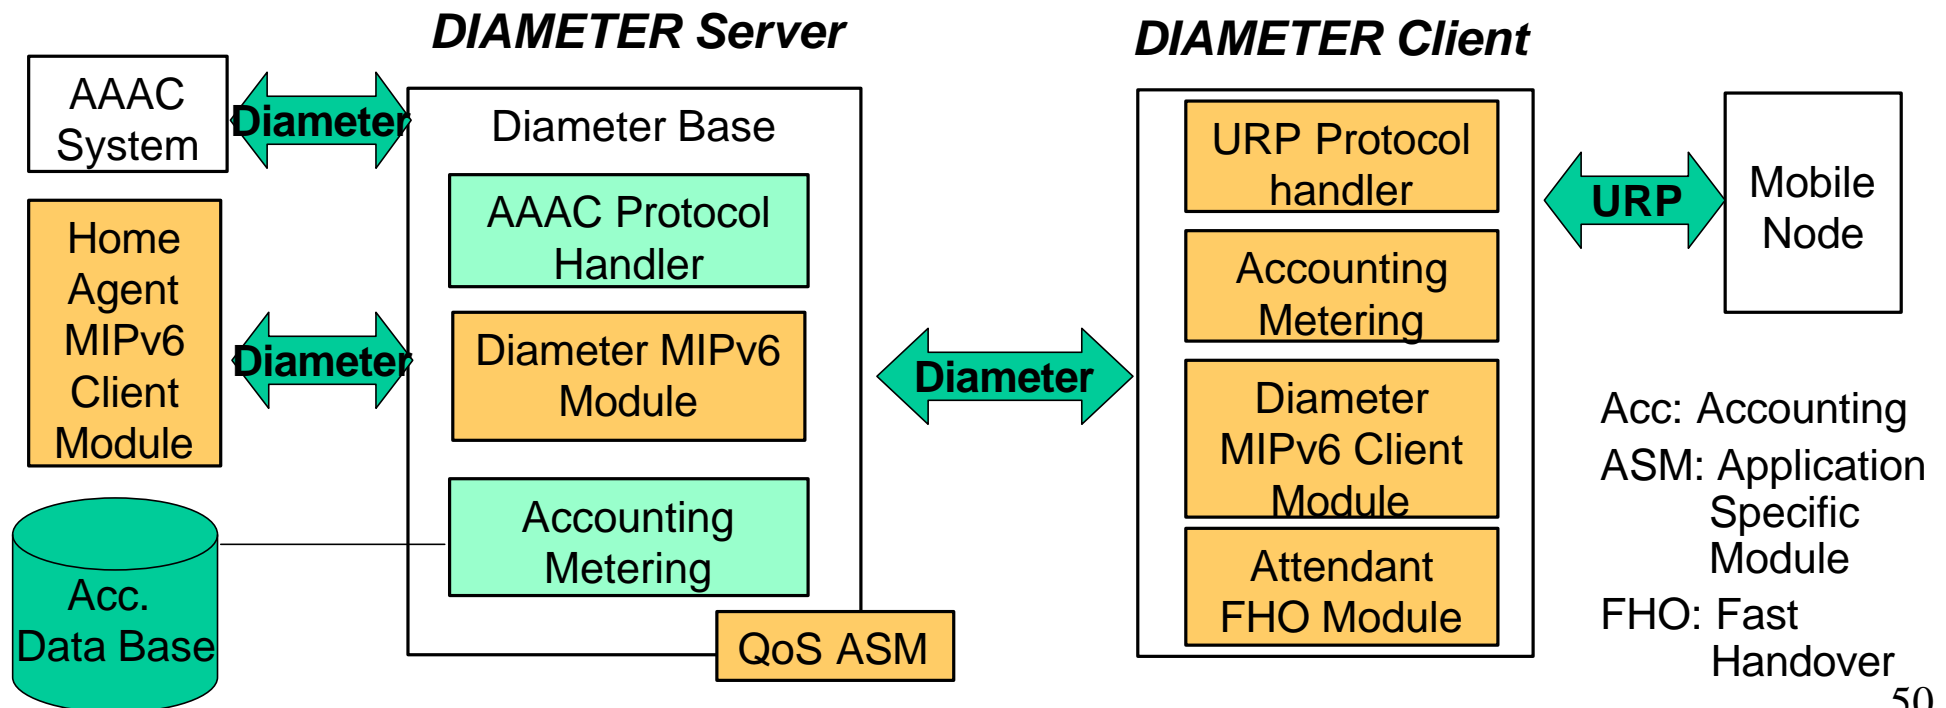 DIAMETER Server
DIAMETER Client
AAAC
System
Diameter
Home
Agent
MIPv6
Client
Module
Diameter
Acc.
Data Base
Diameter Base
AAAC Protocol
Handler
Diameter MIPv6
Module
Accounting
Metering
QoS ASM
Diameter
URP Protocol
handler
Accounting
Metering
Diameter
MIPv6 Client
Module
Attendant
FHO Module
URP
Mobile
Node
Acc: Accounting
ASM: Application
Specific
Module
FHO: Fast
Handover
50